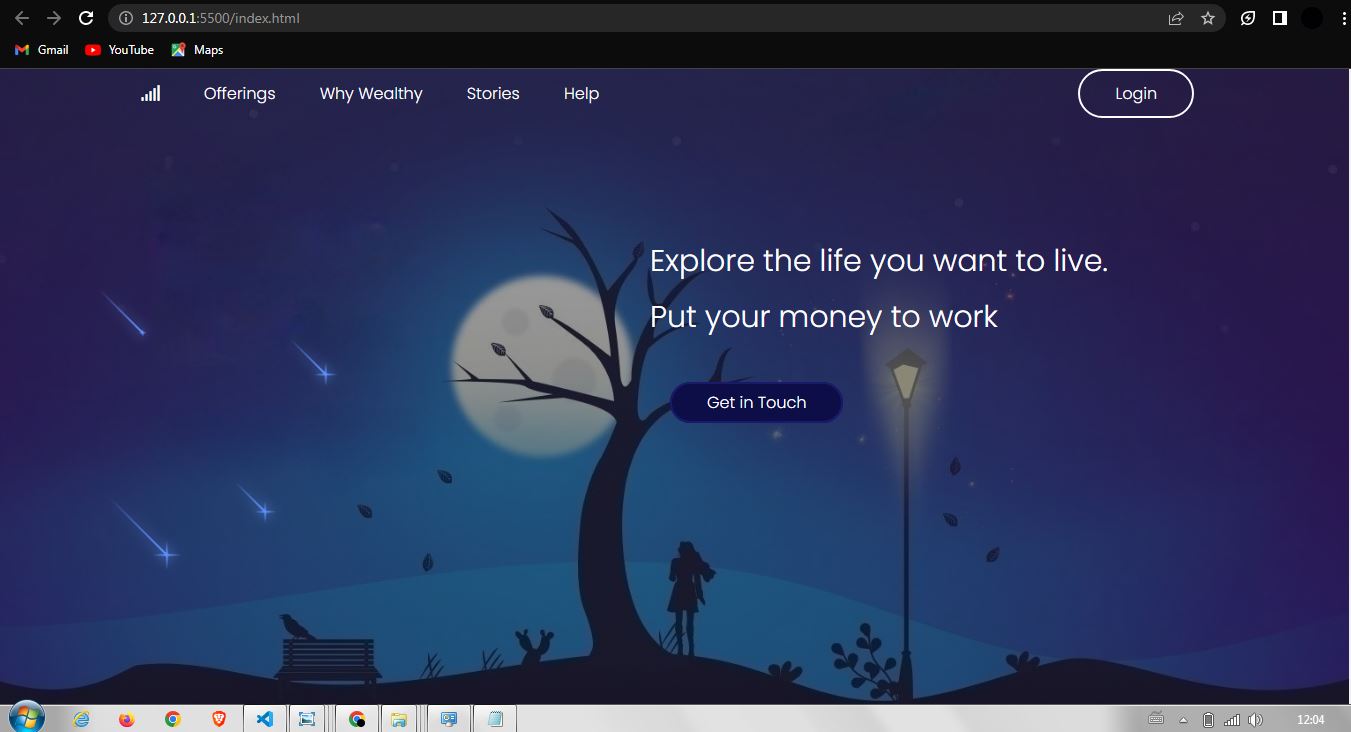 127.0.0.1:5500/index.html
Gmail YouTube Maps
Offerings Why Wealthy Stories Help Login
Explore the life you want to live.
Put your money to work
Get in Touch
12:04